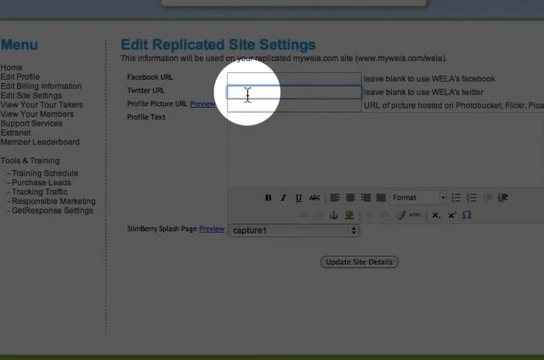 Menu
Home
Edit Profile
Edit Billing Information
Edit Site Settings
View Your Tour Takers
View Your Members
Support Services
Extranet
Member Leaderboard
Tools & Training
- Training Schedule
- Purchase Leads
- Tracking Traffic
- Responsible Marketing
- GetResponse Settings
Edit Replicated Site Settings
This information will be used on your replicated mywela.com site (www.mywela.com/wela).
Facebook URL leave blank to use WELA's facebook
Twitter URL leave blank to use WELA's twitter
Profile Picture URL Preview URL of picture hosted on Photobucket, Flickr, Pica
Profile Text
B I U ABC Format
HTML x₂ x² Ω
SlimBerry Splash Page Preview capture1
Update Site Details